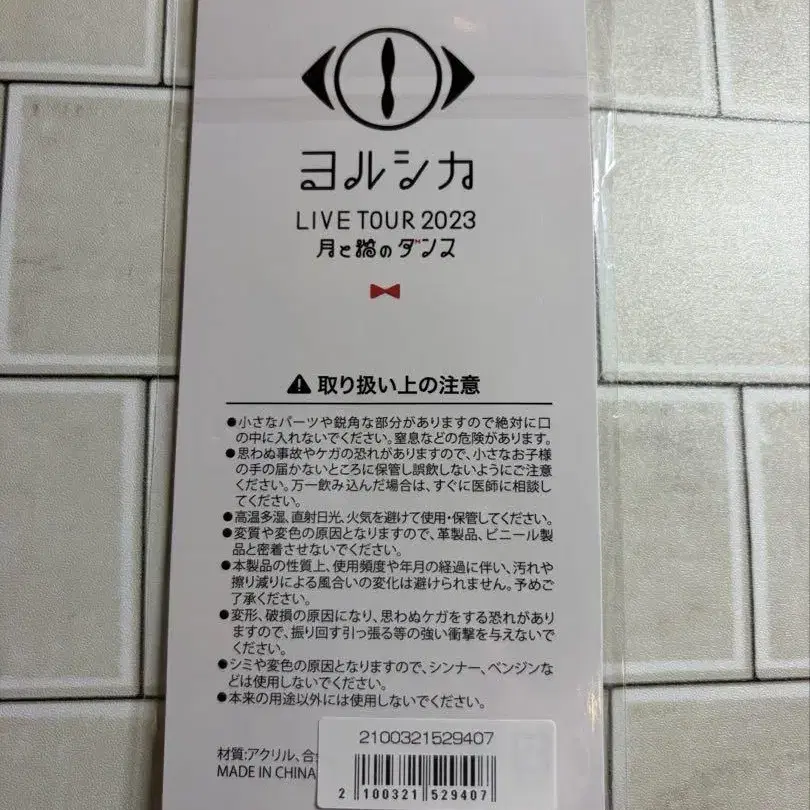 ヨルシカ
LIVE TOUR 2023
月と猫のダンス
取り扱い上の注意
●小さなパーツや鋭角な部分がありますので絶対に口
の中に入れないでください。窒息などの危険があります。
●思わぬ事故やケガの恐れがありますので、小さなお子様
の手の届かないところに保管し誤飲しないようにご注意
ください。万一飲み込んだ場合は、すぐに医師に相談し
てください。
●高温多湿、直射日光、火気を避けて使用・保管してください。
●変質や変色の原因となりますので、革製品、ビニール製
品と密着させないでください。
●本製品の性質上、使用頻度や年月の経過に伴い、汚れや
擦り減りによる風合いの変化は避けられません。予めご
了承ください。
●変形、破損の原因になり、思わぬケガをする恐れがあり
ますので、振り回す引っ張る等の強い衝撃を与えないで
ください。
●シミや変色の原因となりますので、シンナー、ベンジンな
どは使用しないでください。
●本来の用途以外には使用しないでください。
材質:アクリル、合
MADE IN CHINA
2100321529407
2 100321 529407